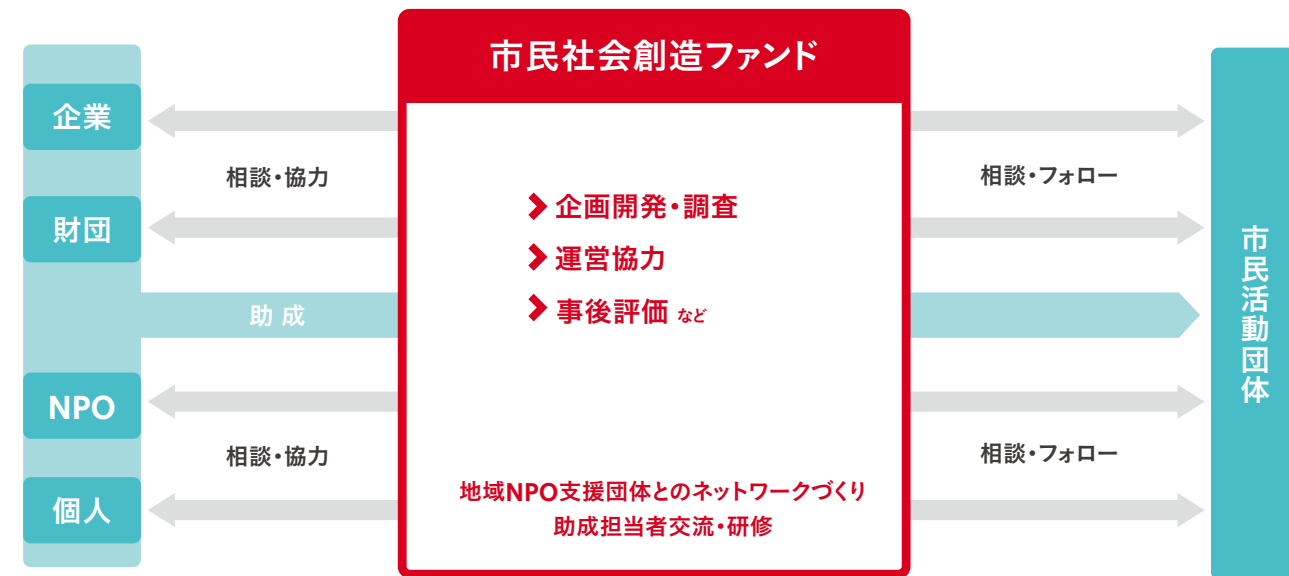 市民社会創造ファンド
企業
財団
助成
NPO
個人
相談・協力
相談・協力
企画開発・調査
運営協力
事後評価 など
地域NPO支援団体とのネットワークづくり
助成担当者交流・研修
相談・フォロー
相談・フォロー
市民活動団体